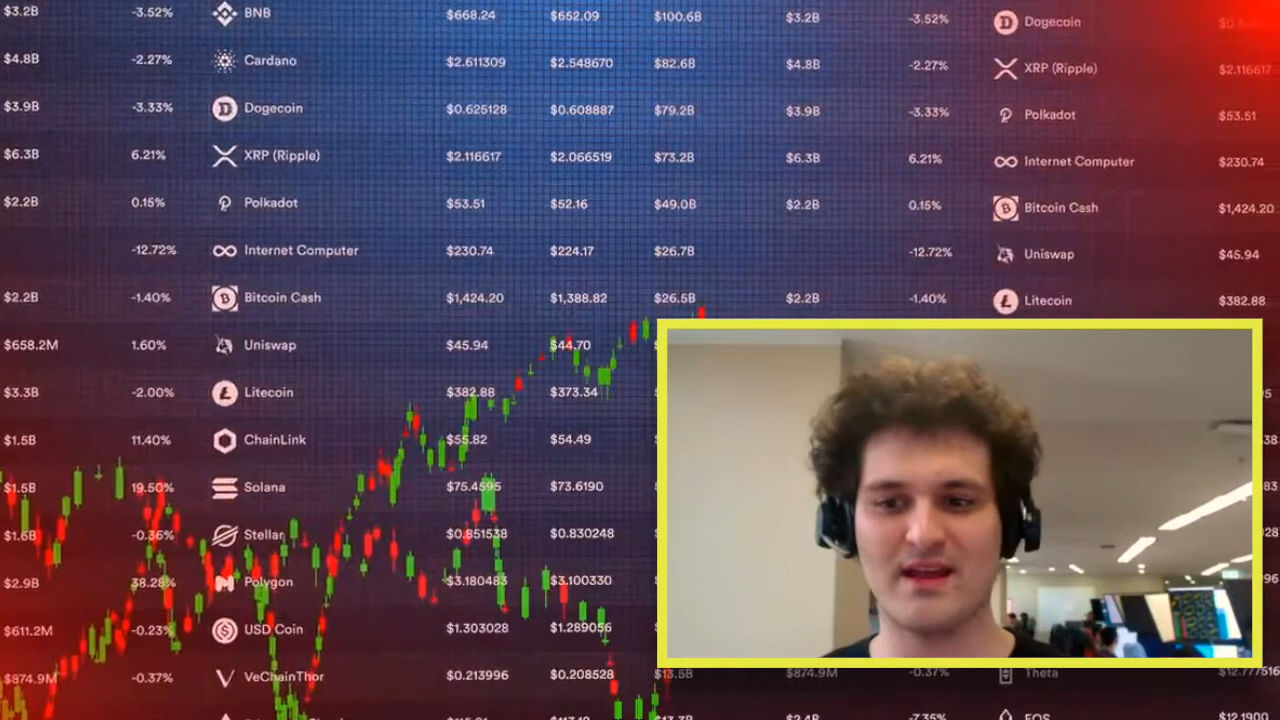 $3.2B -3.52% BNB $668.24 $652.09 $100.6B $3.2B -3.52% Dogecoin
$4.8B -2.27% Cardano $2.611309 $2.548670 $82.6B $4.8B -2.27% XRP (Ripple) $2.116617
$3.9B -3.33% Dogecoin $0.625128 $0.608887 $79.2B $3.9B -3.33% Polkadot $53.51
$6.3B 6.21% XRP (Ripple) $2.116617 $2.066519 $73.2B $6.3B 6.21% Internet Computer $230.74
$2.2B 0.15% Polkadot $53.51 $52.16 $49.0B $2.2B 0.15% Bitcoin Cash $1,424.20
-12.72% Internet Computer $230.74 $224.17 $26.7B -12.72% Uniswap $45.94
$2.2B -1.40% Bitcoin Cash $1,424.20 $1,388.82 $26.5B $2.2B -1.40% Litecoin $382.88
$658.2M 1.60% Uniswap $45.94 $44.70
$3.3B -2.00% Litecoin $382.88 $373.34
$1.5B 11.40% ChainLink $55.82 $54.49
$1.5B 19.50% Solana $75.4595 $73.6190
$1.6B -0.36% Stellar $0.851538 $0.830248
$2.9B 38.28% Polygon $3.180483 $3.100330
$611.2M -0.23% USD Coin $1.303028 $1.289056
$874.9M -0.37% VeChainThor $0.213996 $0.208528 $13.5B $874.9M -0.37% Theta $12.777516
$2.4B -7.35% EOS $12.1900